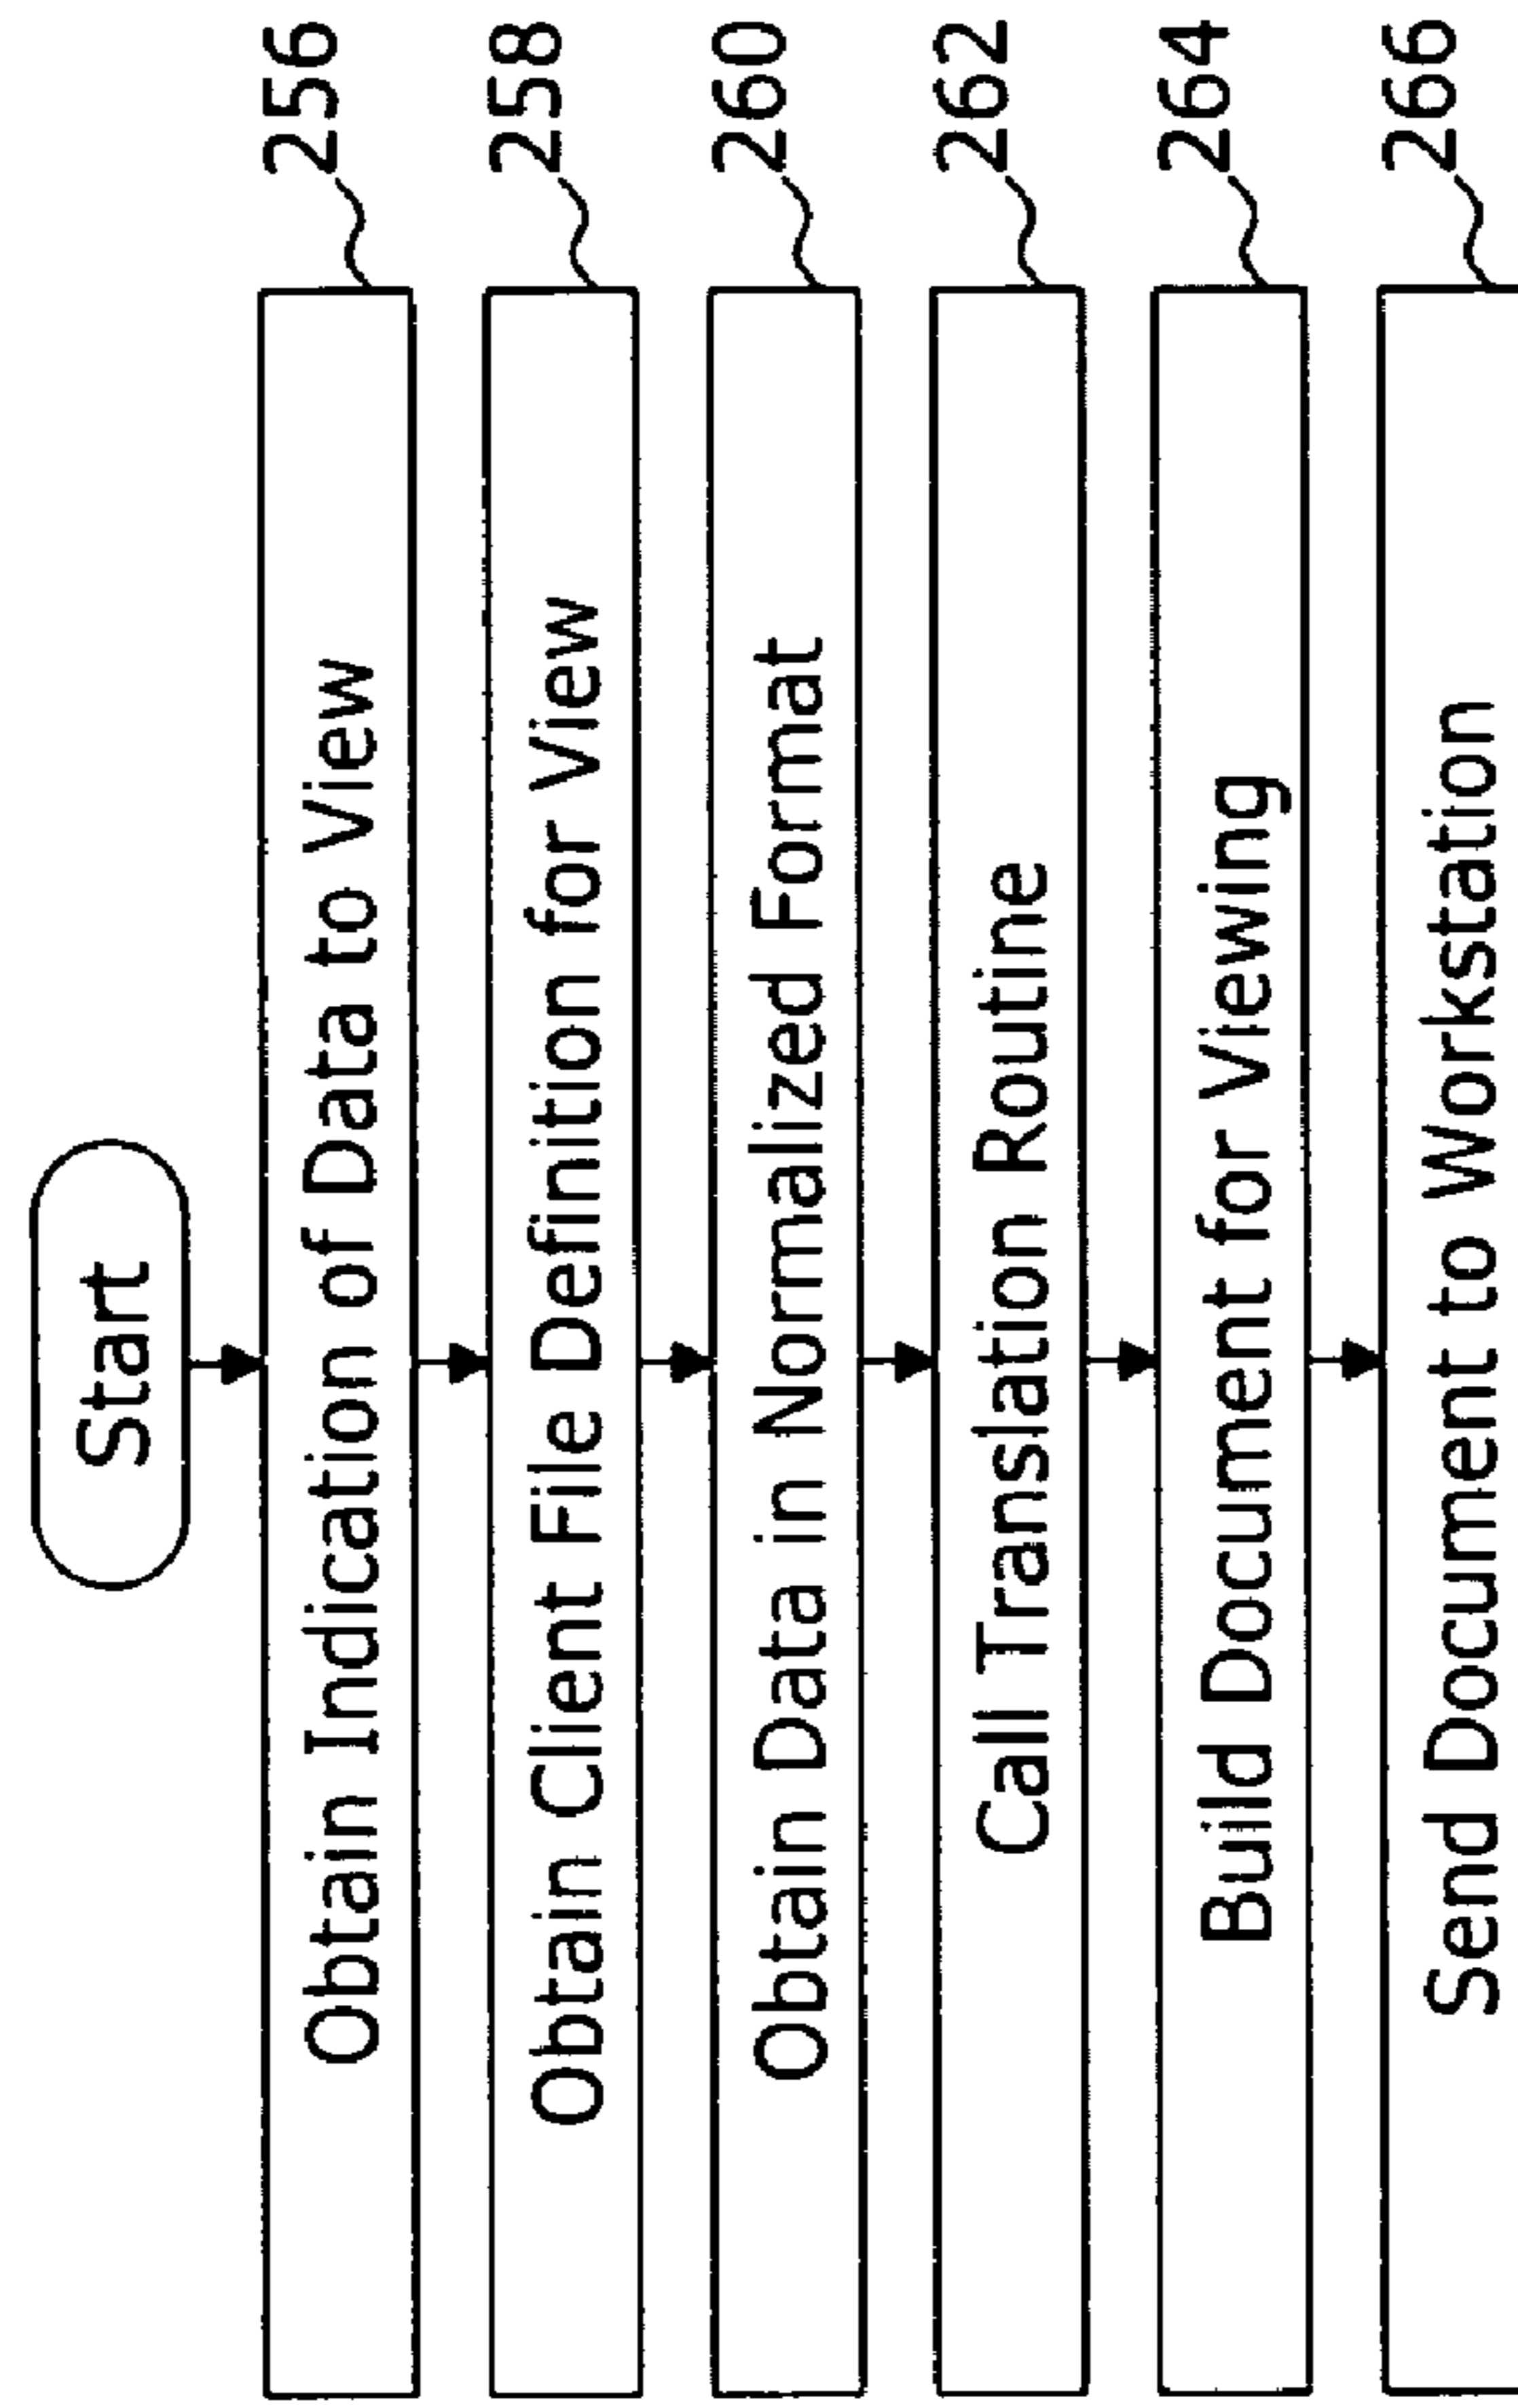 Start
Obtain Indication of Data to View
256
Obtain Client File Definition for View
258
Obtain Data in Normalized Format
260
Call Translation Routine
262
Build Document for Viewing
264
Send Document to Workstation
266